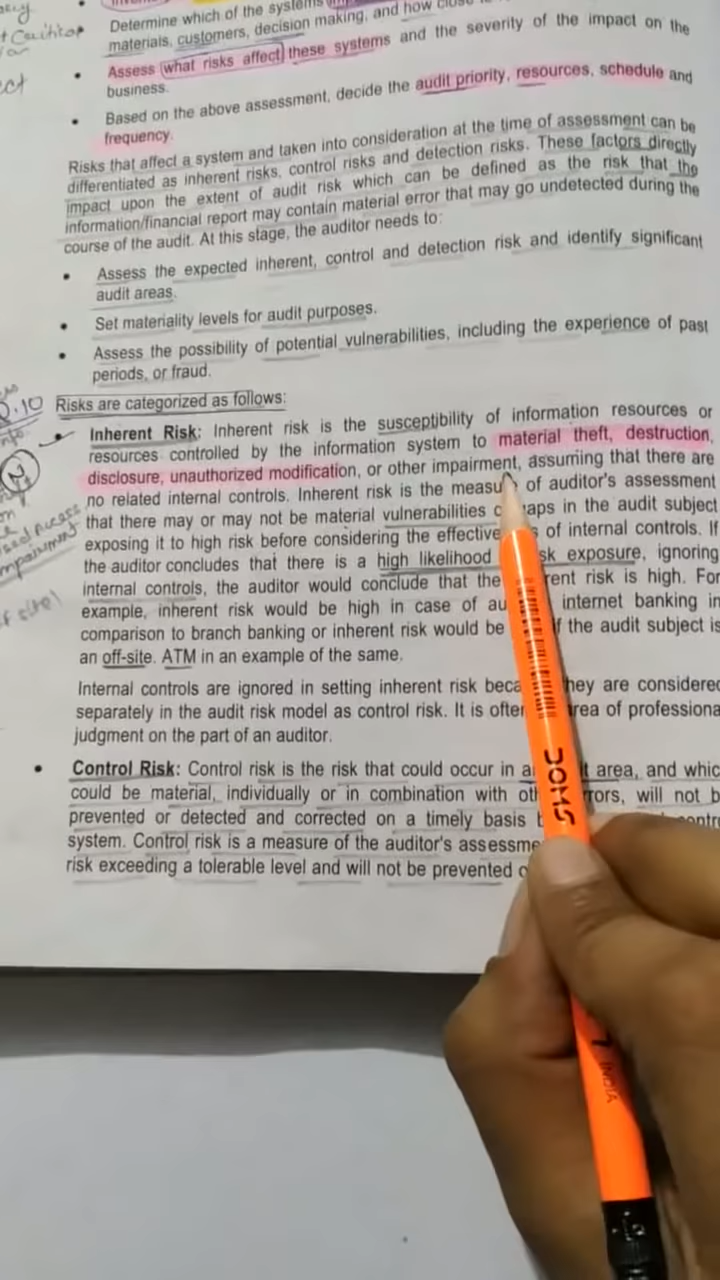 Determine which of the systems
materials, customers, decision making, and how close
• Assess what risks affect these systems and the severity of the impact on the
business.
• Based on the above assessment, decide the audit priority, resources, schedule and
frequency.
Risks that affect a system and taken into consideration at the time of assessment can be
differentiated as inherent risks, control risks and detection risks. These factors directly
impact upon the extent of audit risk which can be defined as the risk that the
information/financial report may contain material error that may go undetected during the
course of the audit. At this stage, the auditor needs to:
• Assess the expected inherent, control and detection risk and identify significant
audit areas.
• Set materiality levels for audit purposes.
• Assess the possibility of potential vulnerabilities, including the experience of past
periods, or fraud.
Q.10 Risks are categorized as follows:
Inherent Risk: Inherent risk is the susceptibility of information resources or
resources controlled by the information system to material theft, destruction,
disclosure, unauthorized modification, or other impairment, assuming that there are
no related internal controls. Inherent risk is the measu of auditor's assessment
that there may or may not be material vulnerabilities aps in the audit subject
exposing it to high risk before considering the effective of internal controls. If
the auditor concludes that there is a high likelihood sk exposure, ignoring
internal controls, the auditor would conclude that the rent risk is high. For
example, inherent risk would be high in case of au internet banking in
comparison to branch banking or inherent risk would be f the audit subject is
an off-site. ATM in an example of the same.
Internal controls are ignored in setting inherent risk beca hey are considered
separately in the audit risk model as control risk. It is ofte rea of professiona
judgment on the part of an auditor.
• Control Risk: Control risk is the risk that could occur in a t area, and whic
could be material, individually or in combination with ot rrors, will not b
prevented or detected and corrected on a timely basis contr
system. Control risk is a measure of the auditor's assessme
risk exceeding a tolerable level and will not be prevented
DOMS
INDIA